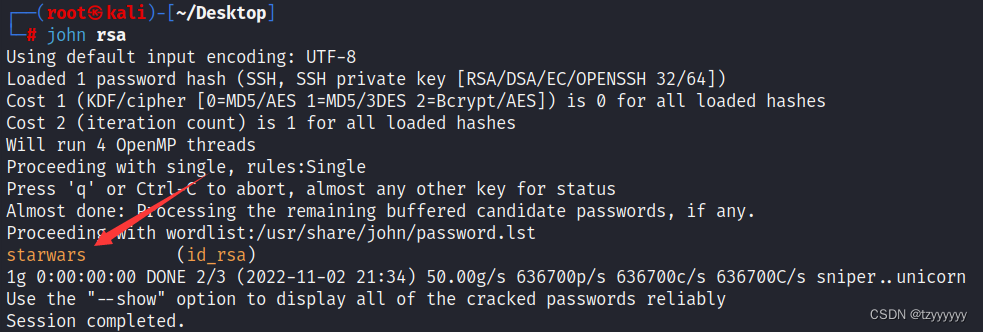 ┌──(root㉿kali)-[~/Desktop]
└─# john rsa
Using default input encoding: UTF-8
Loaded 1 password hash (SSH, SSH private key [RSA/DSA/EC/OPENSSH 32/64])
Cost 1 (KDF/cipher [0=MD5/AES 1=MD5/3DES 2=Bcrypt/AES]) is 0 for all loaded hashes
Cost 2 (iteration count) is 1 for all loaded hashes
Will run 4 OpenMP threads
Proceeding with single, rules:Single
Press 'q' or Ctrl-C to abort, almost any other key for status
Almost done: Processing the remaining buffered candidate passwords, if any.
Proceeding with wordlist:/usr/share/john/password.lst
starwars         (id_rsa)
1g 0:00:00:00 DONE 2/3 (2022-11-02 21:34) 50.00g/s 636700p/s 636700c/s 636700C/s sniper..unicorn
Use the "--show" option to display all of the cracked passwords reliably
Session completed.
CSDN @tzyyyyyy